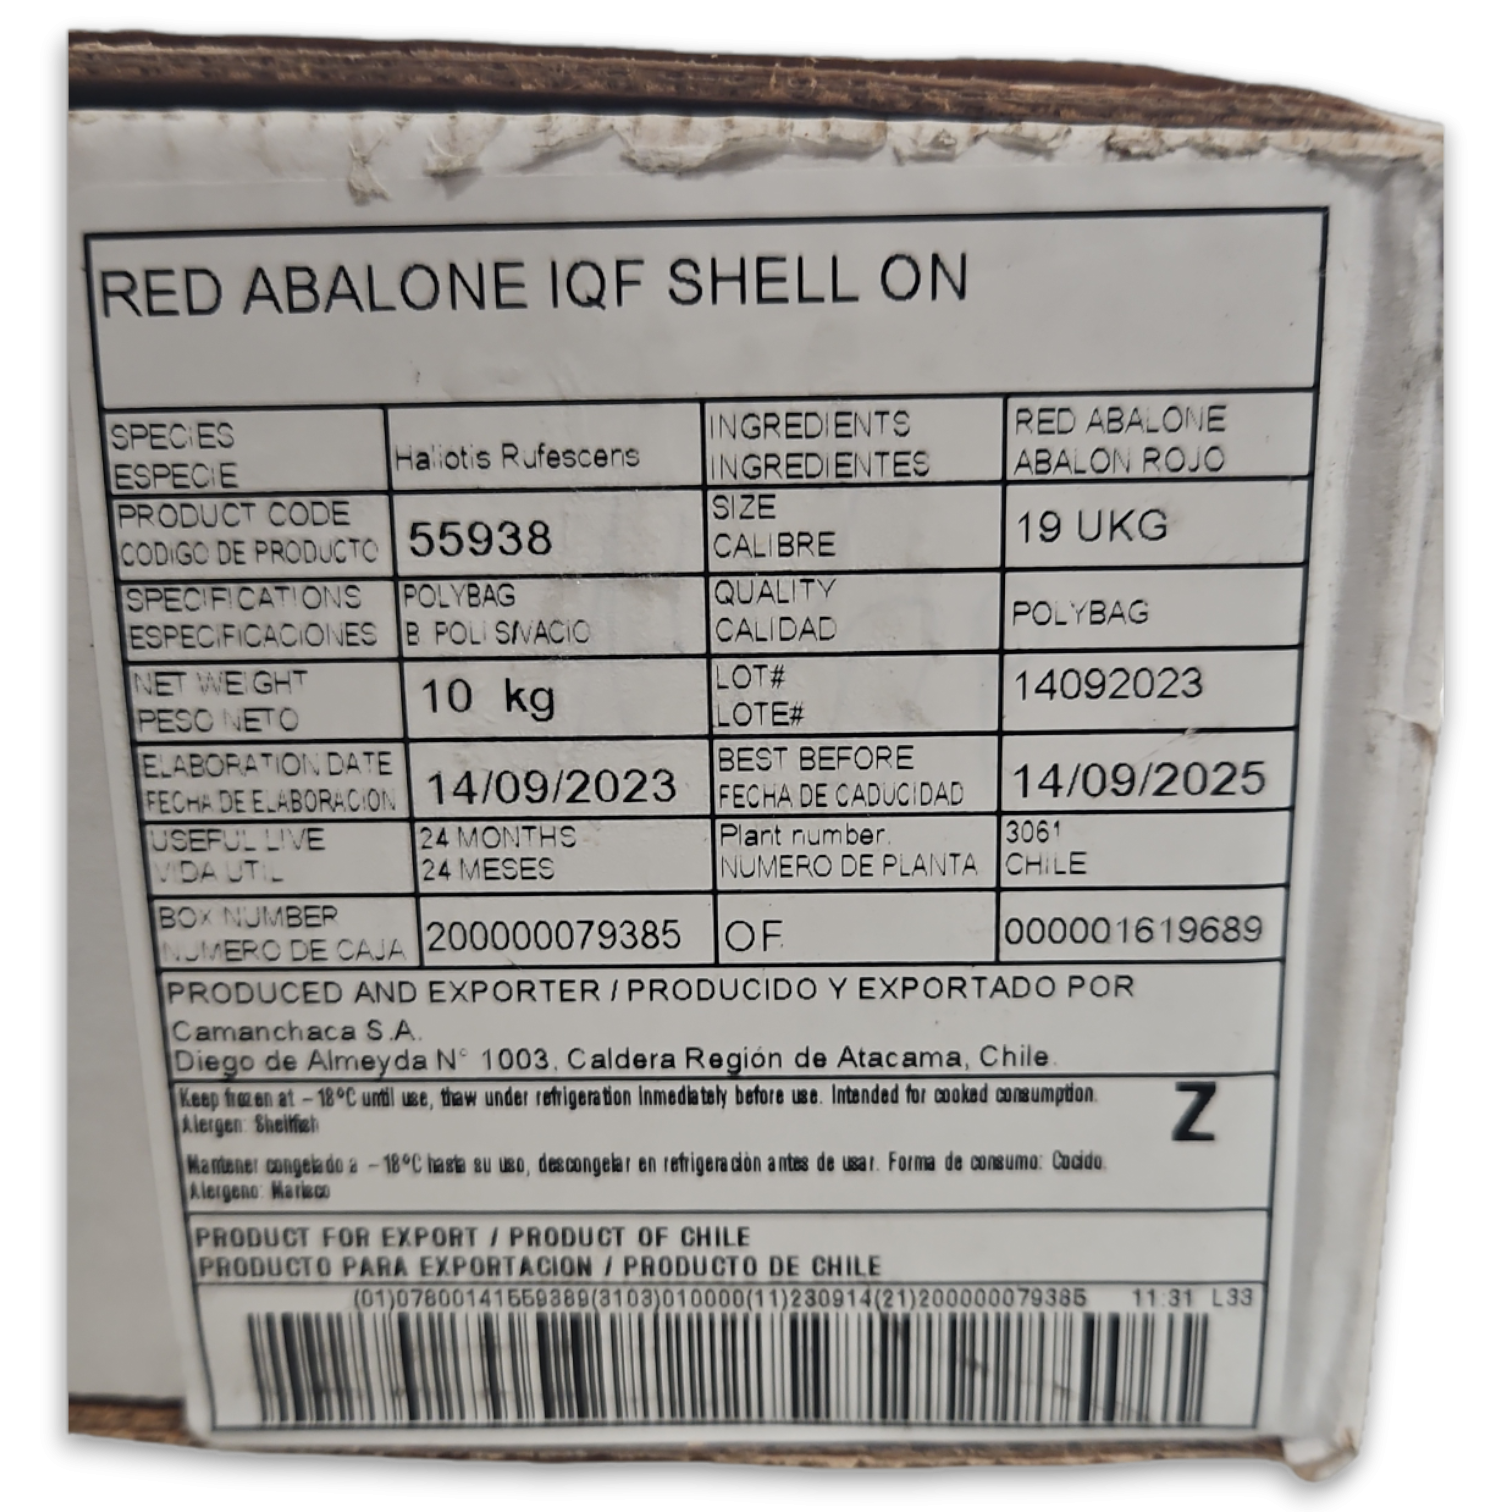 RED ABALONE IQF SHELL ON
SPECIES
ESPECIE
Haliotis Rufescens
INGREDIENTS
INGREDIENTES
RED ABALONE
ABALON ROJO
PRODUCT CODE
CODIGO DE PRODUCTO
55938
SIZE
CALIBRE
19 UKG
SPECIFICATIONS
ESPECIFICACIONES
POLYBAG
B POLI S/VACIO
QUALITY
CALIDAD
POLYBAG
NET WEIGHT
PESO NETO
10 kg
LOT#
LOTE#
14092023
ELABORATION DATE
FECHA DE ELABORACION
14/09/2023
BEST BEFORE
FECHA DE CADUCIDAD
14/09/2025
USEFUL LIVE
VIDA UTIL
24 MONTHS
24 MESES
Plant number.
NUMERO DE PLANTA
3061
CHILE
BOX NUMBER
NUMERO DE CAJA
200000079385
OF
000001619689
PRODUCED AND EXPORTER / PRODUCIDO Y EXPORTADO POR
Camanchaca S.A.
Diego de Almeyda N° 1003, Caldera Región de Atacama, Chile.
Keep frozen at - 18°C until use, thaw under refrigeration inmediately before use. Intended for cooked consumption.
Alergen: Shellfish
Z
Mantener congelado a - 18°C hasta su uso, descongelar en refrigeración antes de usar. Forma de consumo: Cocido.
Alergeno: Marisco
PRODUCT FOR EXPORT / PRODUCT OF CHILE
PRODUCTO PARA EXPORTACION / PRODUCTO DE CHILE
(01)07800141559389(3103)010000(11)230914(21)200000079385 11:31 L33